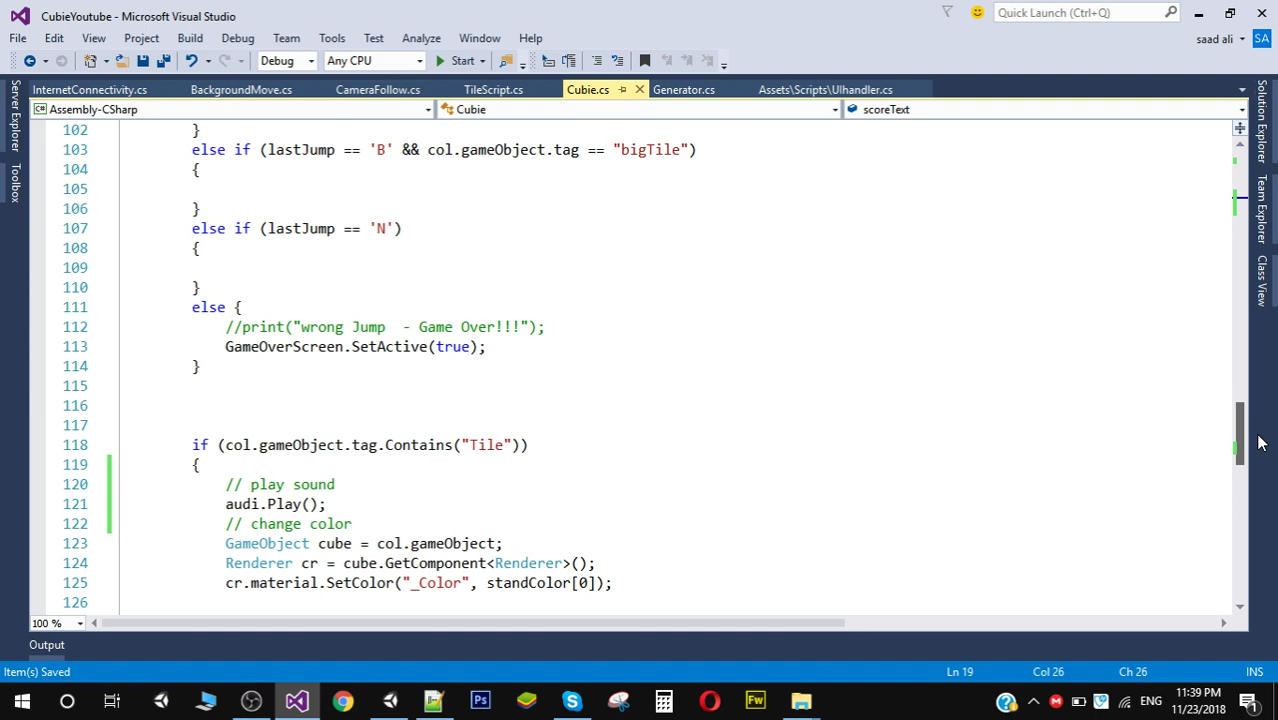 CubieYoutube - Microsoft Visual Studio
Quick Launch (Ctrl+Q)
File Edit View Project Build Debug Team Tools Test Analyze Window Help
saad ali SA
Debug Any CPU Start
InternetConnectivity.cs BackgroundMove.cs CameraFollow.cs TileScript.cs Cubie.cs Generator.cs Assets\Scripts\UIhandler.cs
Assembly-CSharp Cubie scoreText
Server Explorer
Toolbox
Solution Explorer
Team Explorer
Class View
102 }
103 else if (lastJump == 'B' && col.gameObject.tag == "bigTile")
104 {
105
106 }
107 else if (lastJump == 'N')
108 {
109
110 }
111 else {
112 //print("wrong Jump  - Game Over!!!");
113 GameOverScreen.SetActive(true);
114 }
115
116
117
118 if (col.gameObject.tag.Contains("Tile"))
119 {
120 // play sound
121 audi.Play();
122 // change color
123 GameObject cube = col.gameObject;
124 Renderer cr = cube.GetComponent<Renderer>();
125 cr.material.SetColor("_Color", standColor[0]);
126
100 %
Output
Item(s) Saved Ln 19 Col 26 Ch 26 INS
Ps Fw ENG 11:39 PM
11/23/2018 1